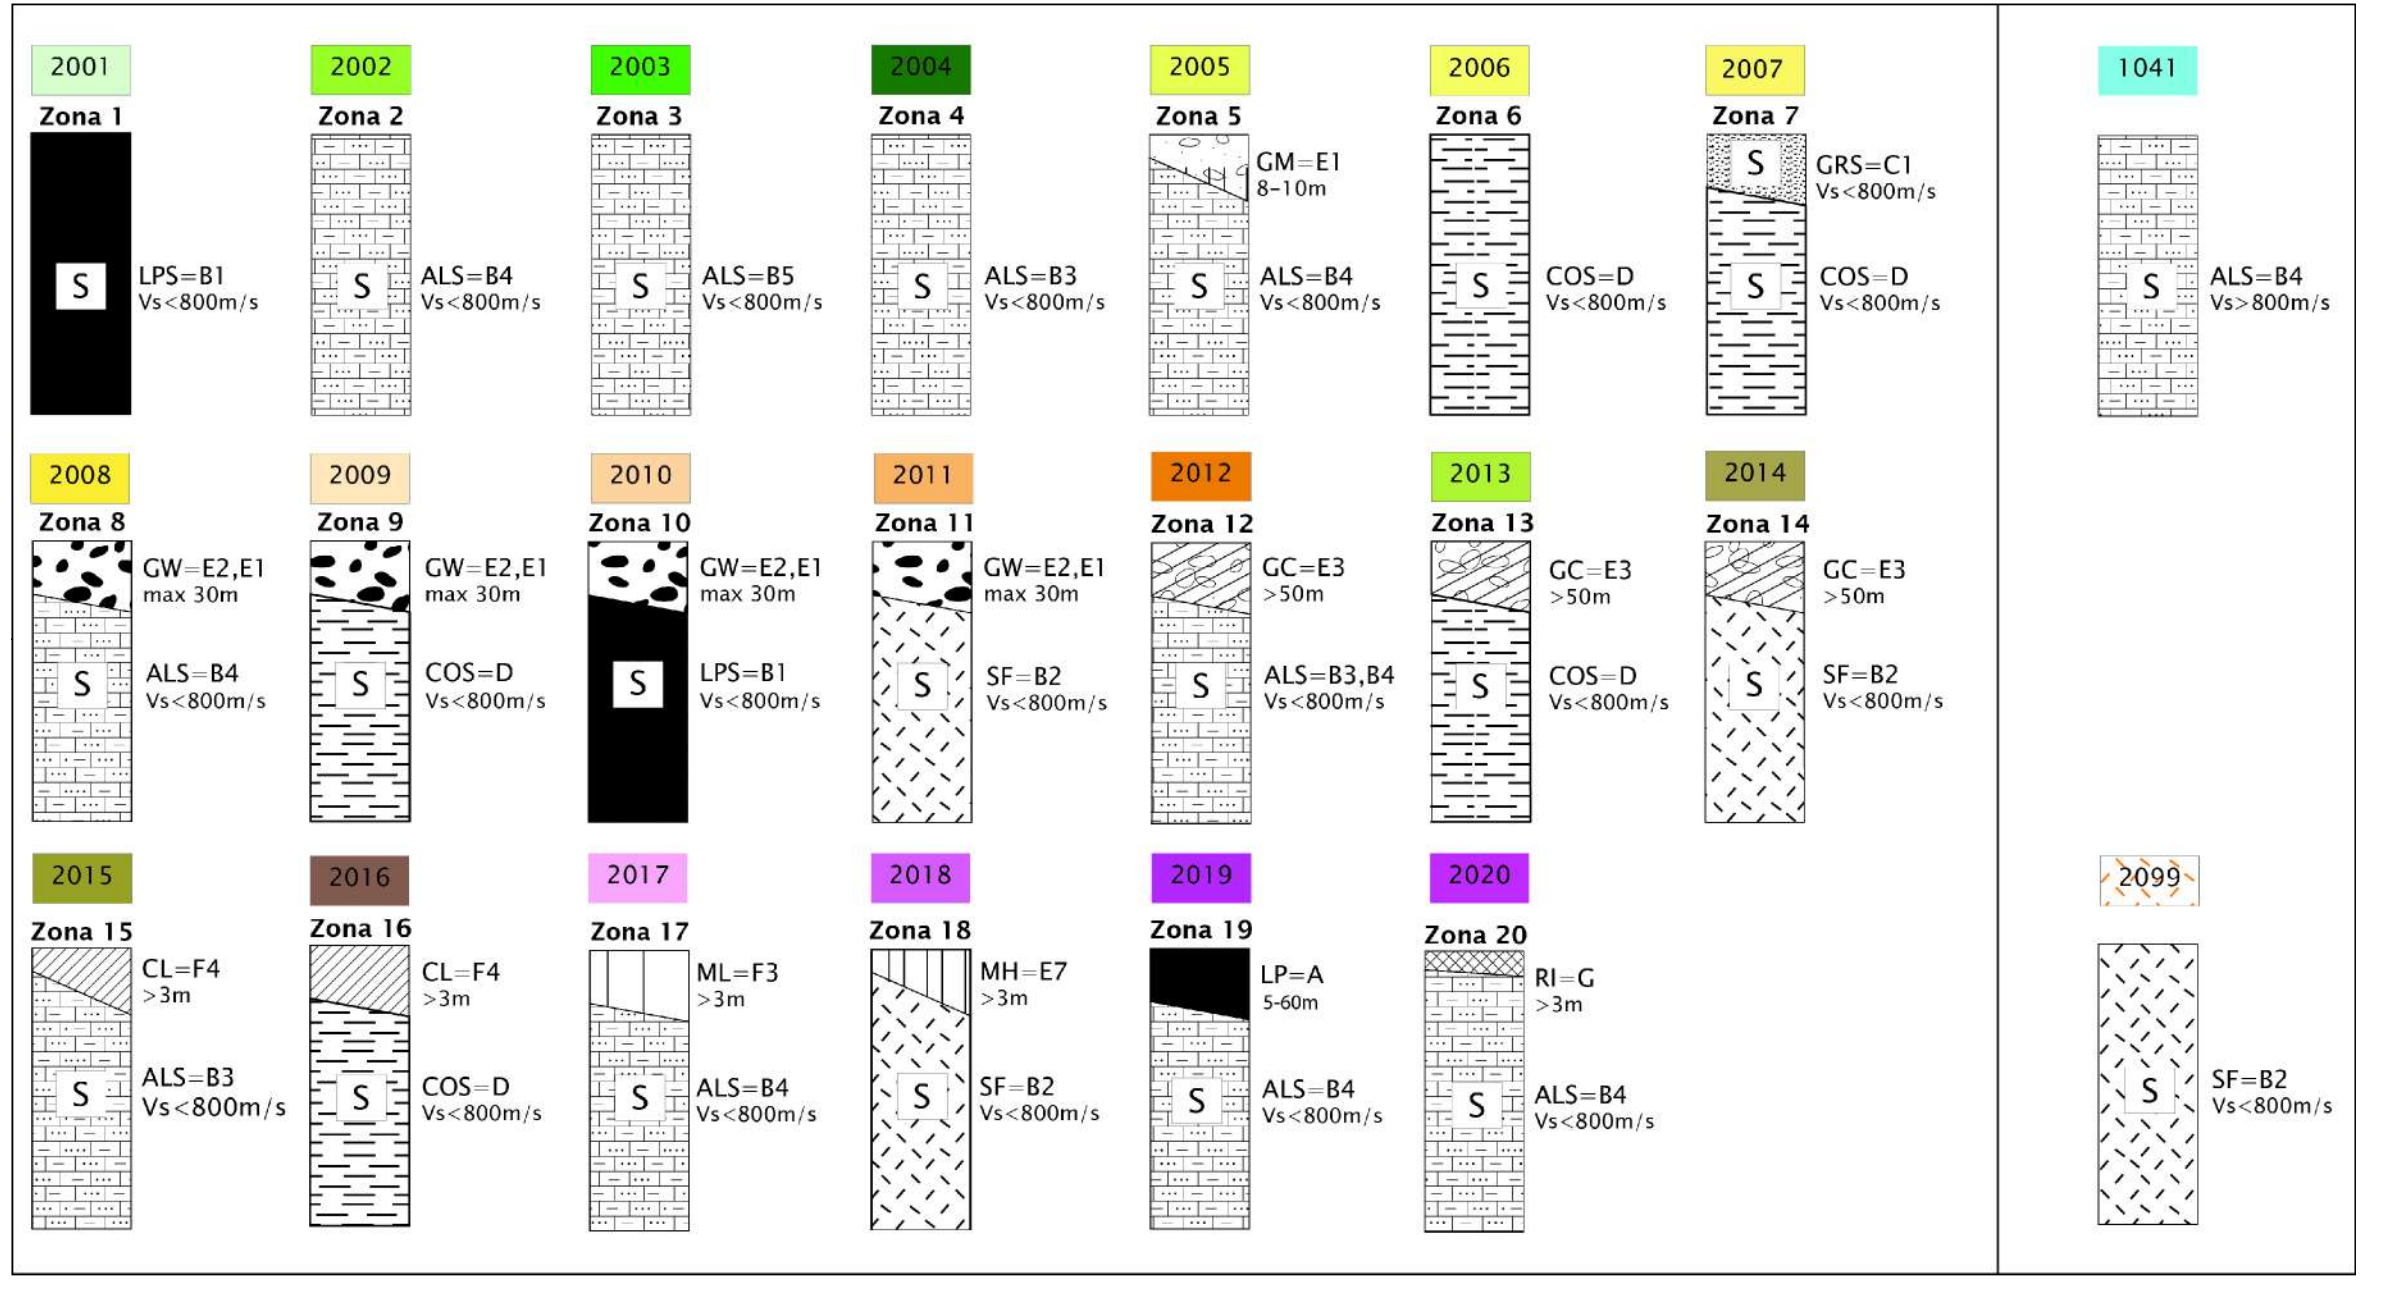 2001
Zona 1
S
LPS=B1
Vs<800m/s
2002
Zona 2
S
ALS=B4
Vs<800m/s
2003
Zona 3
S
ALS=B5
Vs<800m/s
2004
Zona 4
S
ALS=B3
Vs<800m/s
2005
Zona 5
GM=E1
8-10m
S
ALS=B4
Vs<800m/s
2006
Zona 6
S
COS=D
Vs<800m/s
2007
Zona 7
S
GRS=C1
Vs<800m/s
S
COS=D
Vs<800m/s
1041
S
ALS=B4
Vs>800m/s
2008
Zona 8
GW=E2,E1
max 30m
S
ALS=B4
Vs<800m/s
2009
Zona 9
GW=E2,E1
max 30m
S
COS=D
Vs<800m/s
2010
Zona 10
GW=E2,E1
max 30m
S
LPS=B1
Vs<800m/s
2011
Zona 11
GW=E2,E1
max 30m
S
SF=B2
Vs<800m/s
2012
Zona 12
GC=E3
>50m
S
ALS=B3,B4
Vs<800m/s
2013
Zona 13
GC=E3
>50m
S
COS=D
Vs<800m/s
2014
Zona 14
GC=E3
>50m
S
SF=B2
Vs<800m/s
2015
Zona 15
CL=F4
>3m
S
ALS=B3
Vs<800m/s
2016
Zona 16
CL=F4
>3m
S
COS=D
Vs<800m/s
2017
Zona 17
ML=F3
>3m
S
ALS=B4
Vs<800m/s
2018
Zona 18
MH=E7
>3m
S
SF=B2
Vs<800m/s
2019
Zona 19
LP=A
5-60m
S
ALS=B4
Vs<800m/s
2020
Zona 20
RI=G
>3m
S
ALS=B4
Vs<800m/s
2099
S
SF=B2
Vs<800m/s